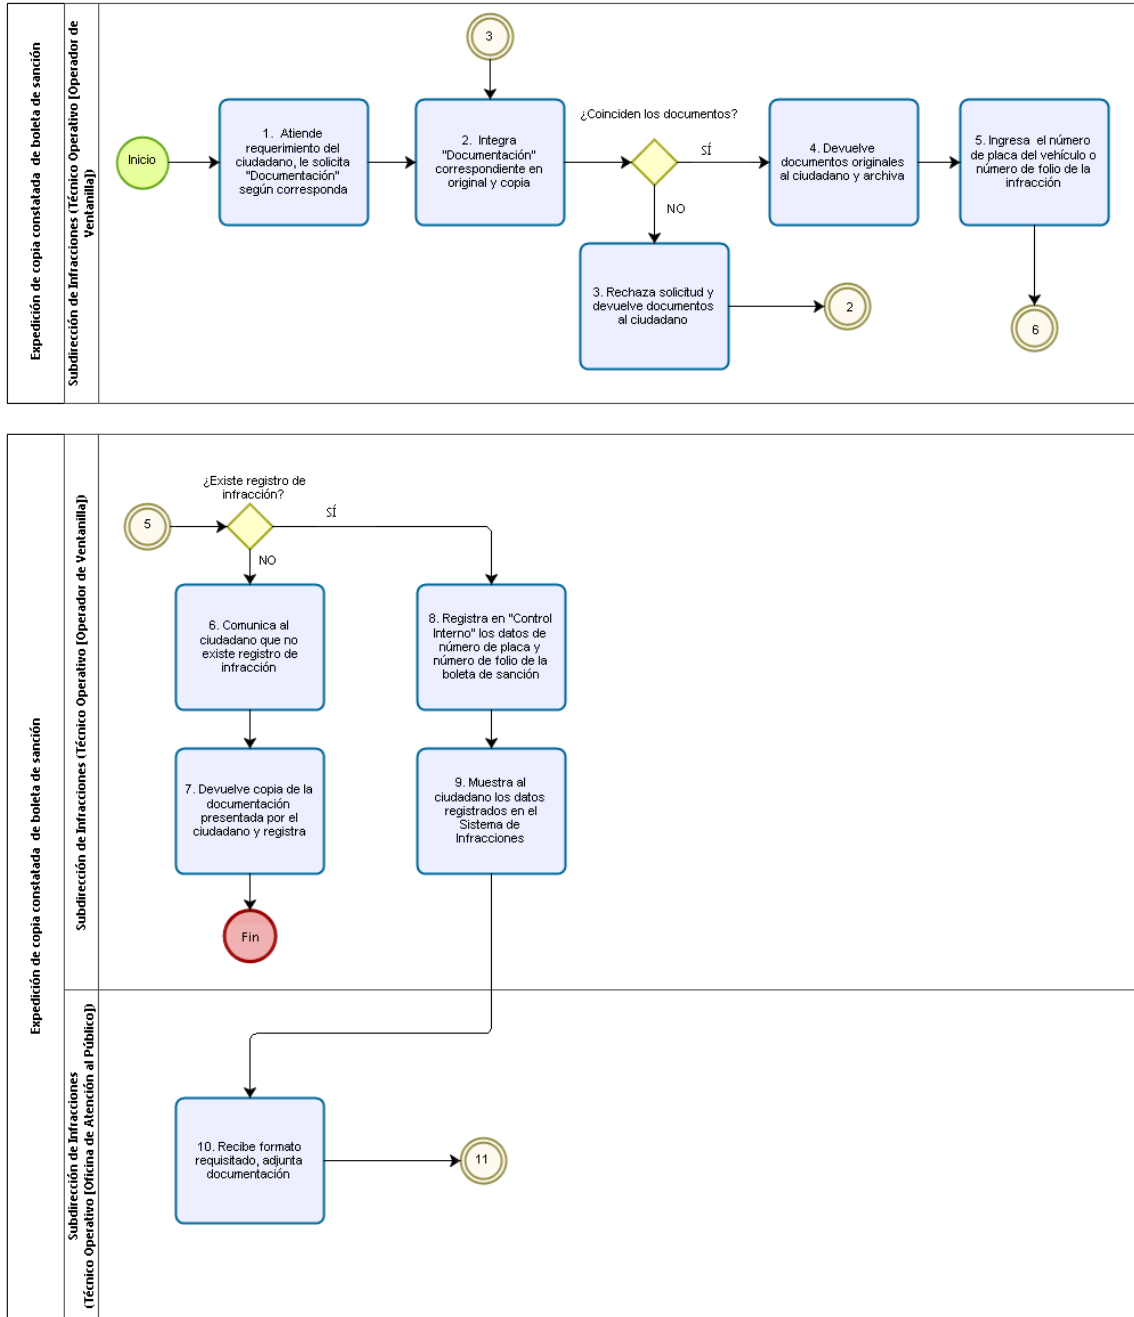 Expedición de copia constatada  de boleta de sanción
Subdirección de Infracciones (Técnico Operativo [Operador de
Ventanilla])
3
Inicio
1.  Atiende
requerimiento del
ciudadano, le solicita
"Documentación"
según corresponda
2.  Integra
"Documentación"
correspondiente en
original y copia
¿Coinciden los documentos?
SÍ
NO
3. Rechaza solicitud y
devuelve documentos
al ciudadano
2
4. Devuelve
documentos originales
al ciudadano y archiva
5. Ingresa  el número
de placa del vehículo o
número de folio de la
infracción
6
Expedición de copia constatada  de boleta de sanción
Subdirección de Infracciones (Técnico Operativo [Operador de Ventanilla])
5
¿Existe registro de
infracción?
SÍ
NO
6. Comunica al
ciudadano que no
existe registro de
infracción
7. Devuelve copia de la
documentación
presentada por el
ciudadano y registra
Fin
8. Registra en "Control
Interno" los datos de
número de placa y
número de folio de la
boleta de sanción
9. Muestra al
ciudadano los datos
registrados en el
Sistema de
Infracciones
Subdirección de Infracciones
(Técnico Operativo [Oficina de Atención al Público])
10. Recibe formato
requisitado, adjunta
documentación
11